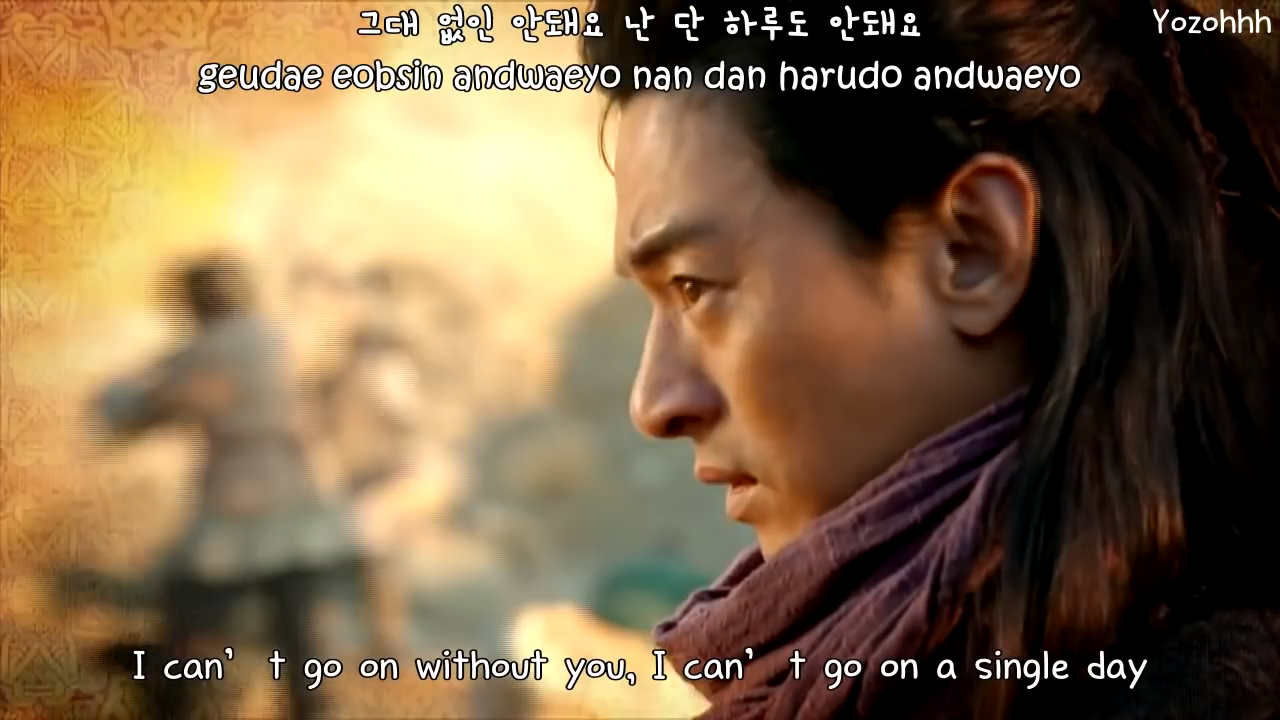 그대 없인 안돼요 난 단 하루도 안돼요
Yozohhh
geudae eobsin andwaeyo nan dan harudo andwaeyo
I can’t go on without you, I can’t go on a single day